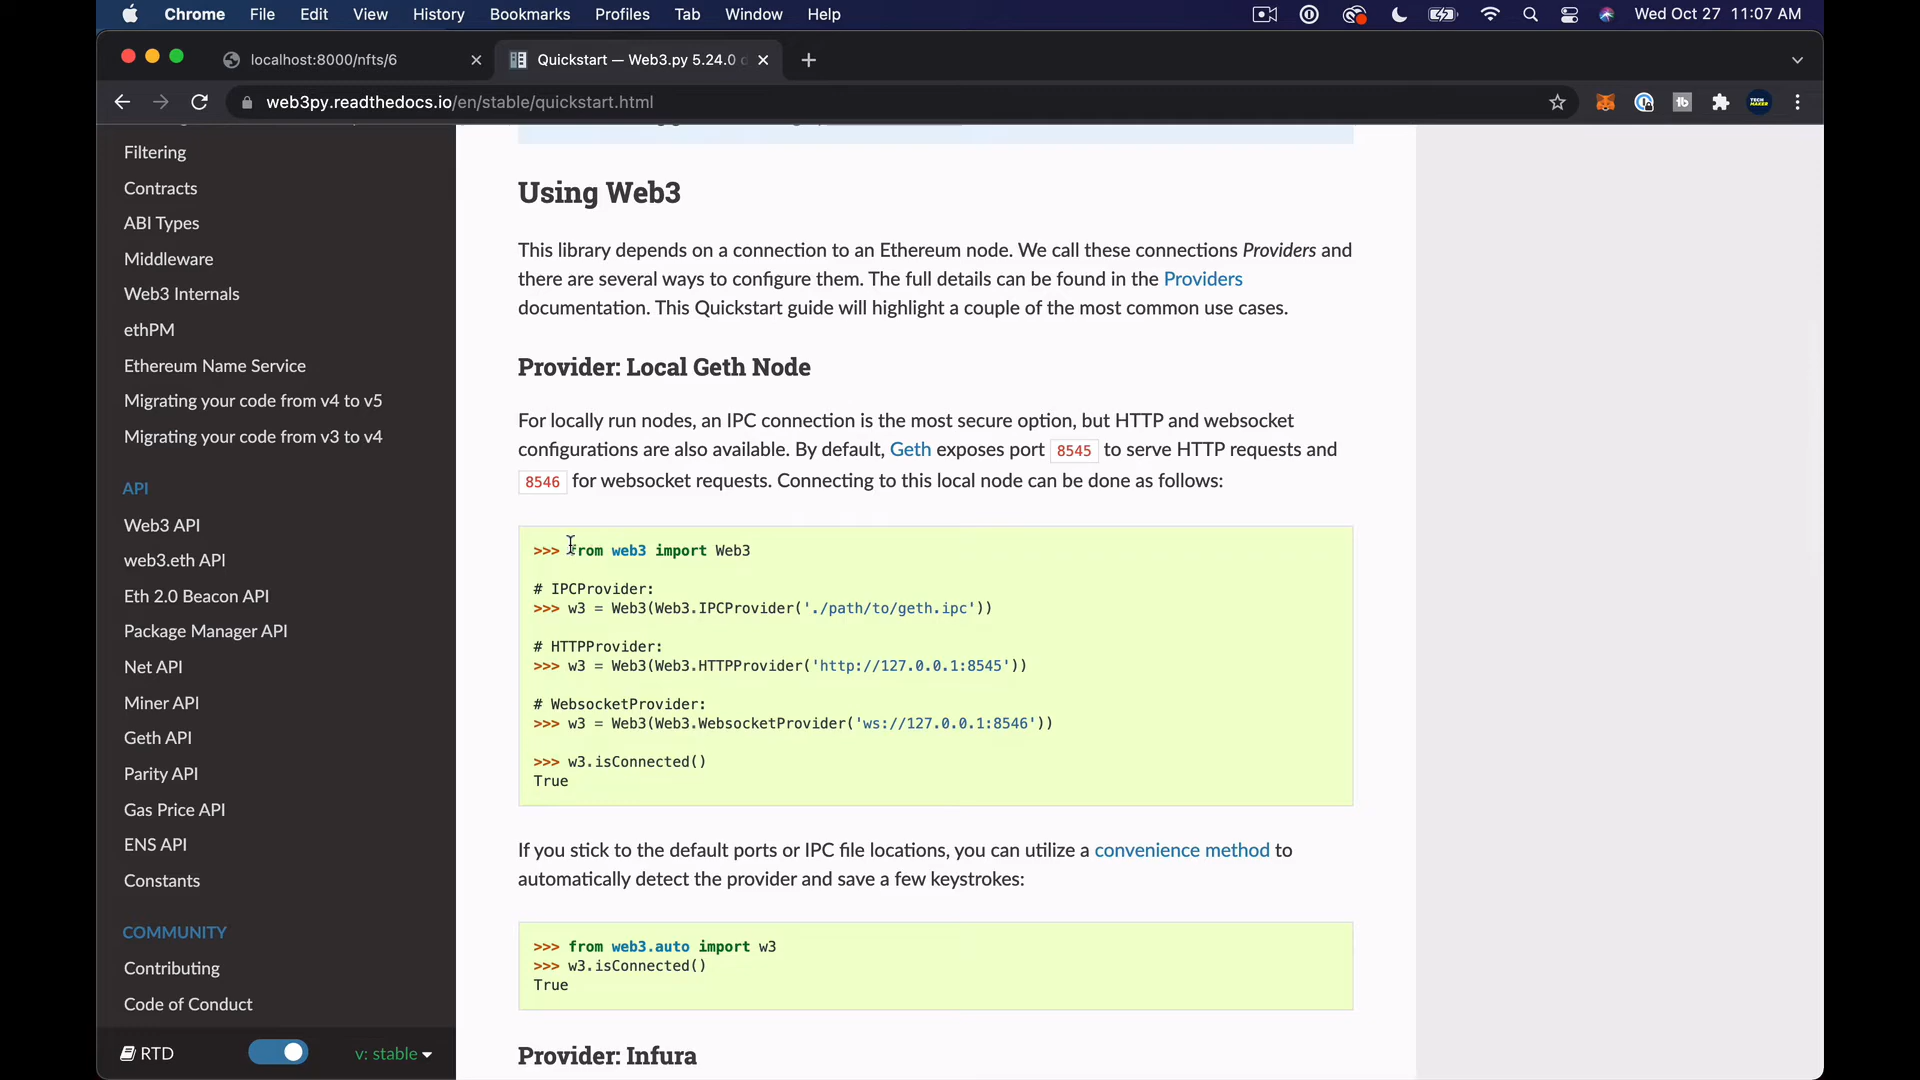 Chrome File Edit View History Bookmarks Profiles Tab Window Help Wed Oct 27 11:07 AM
localhost:8000/nfts/6 Quickstart — Web3.py 5.24.0
web3py.readthedocs.io/en/stable/quickstart.html
Filtering
Contracts
ABI Types
Middleware
Web3 Internals
ethPM
Ethereum Name Service
Migrating your code from v4 to v5
Migrating your code from v3 to v4
API
Web3 API
web3.eth API
Eth 2.0 Beacon API
Package Manager API
Net API
Miner API
Geth API
Parity API
Gas Price API
ENS API
Constants
COMMUNITY
Contributing
Code of Conduct
RTD v: stable
Using Web3
This library depends on a connection to an Ethereum node. We call these connections Providers and
there are several ways to configure them. The full details can be found in the Providers
documentation. This Quickstart guide will highlight a couple of the most common use cases.
Provider: Local Geth Node
For locally run nodes, an IPC connection is the most secure option, but HTTP and websocket
configurations are also available. By default, Geth exposes port 8545 to serve HTTP requests and
8546 for websocket requests. Connecting to this local node can be done as follows:
>>> from web3 import Web3
# IPCProvider:
>>> w3 = Web3(Web3.IPCProvider('./path/to/geth.ipc'))
# HTTPProvider:
>>> w3 = Web3(Web3.HTTPProvider('http://127.0.0.1:8545'))
# WebsocketProvider:
>>> w3 = Web3(Web3.WebsocketProvider('ws://127.0.0.1:8546'))
>>> w3.isConnected()
True
If you stick to the default ports or IPC file locations, you can utilize a convenience method to
automatically detect the provider and save a few keystrokes:
>>> from web3.auto import w3
>>> w3.isConnected()
True
Provider: Infura